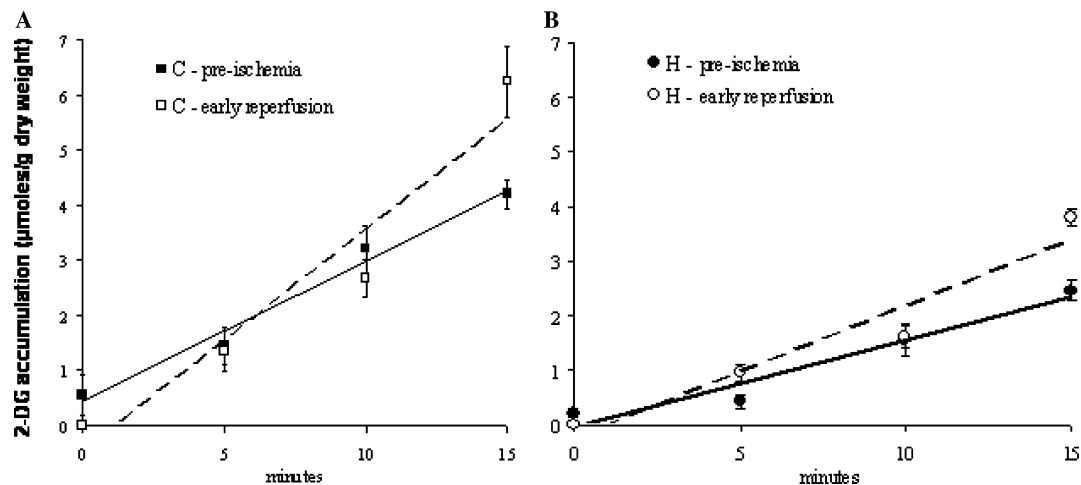 A
2-DG accumulation (µmoles/g dry weight)
7
6
5
4
3
2
1
0
C - pre-ischemia
C - early reperfusion
0 5 10 15
minutes
B
7
6
5
4
3
2
1
0
H - pre-ischemia
H - early reperfusion
0 5 10 15
minutes